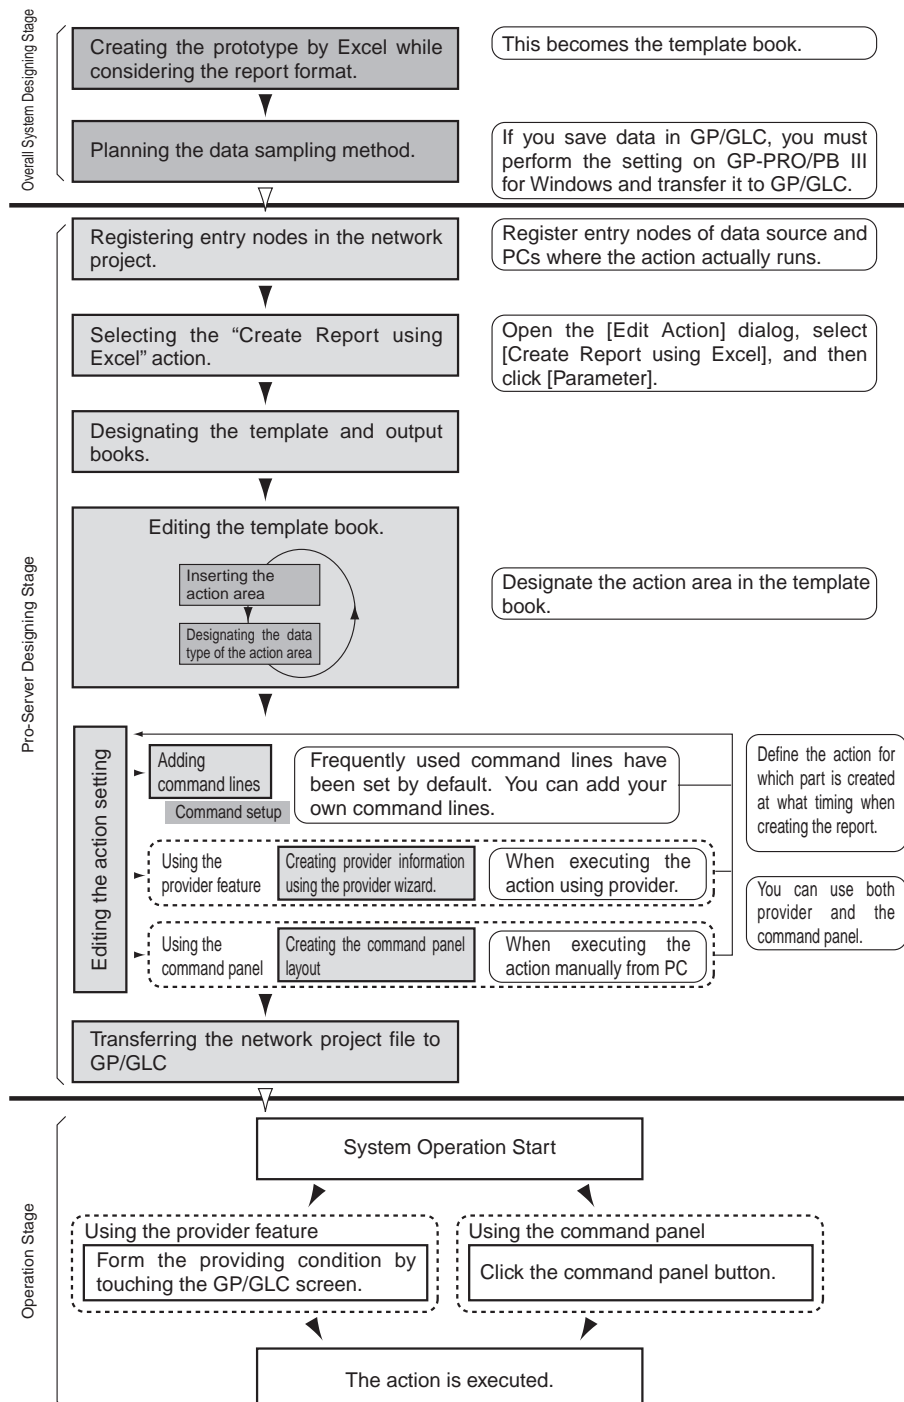 Overall System Designing Stage
Creating the prototype by Excel while
considering the report format.
This becomes the template book.
Planning the data sampling method.
If you save data in GP/GLC, you must
perform the setting on GP-PRO/PB III
for Windows and transfer it to GP/GLC.
Pro-Server Designing Stage
Registering entry nodes in the network
project.
Register entry nodes of data source and
PCs where the action actually runs.
Selecting the “Create Report using
Excel” action.
Open the [Edit Action] dialog, select
[Create Report using Excel], and then
click [Parameter].
Designating the template and output
books.
Editing the template book.
Inserting the
action area
Designating the data
type of the action area
Designate the action area in the template
book.
Editing the action setting
Adding
command lines
Command setup
Frequently used command lines have
been set by default. You can add your
own command lines.
Define the action for
which part is created
at what timing when
creating the report.
Using the
provider feature
Creating provider information
using the provider wizard.
When executing the
action using provider.
You can use both
provider and the
command panel.
Using the
command panel
Creating the command panel
layout
When executing the
action manually from PC
Transferring the network project file to
GP/GLC
Operation Stage
System Operation Start
Using the provider feature
Form the providing condition by
touching the GP/GLC screen.
Using the command panel
Click the command panel button.
The action is executed.